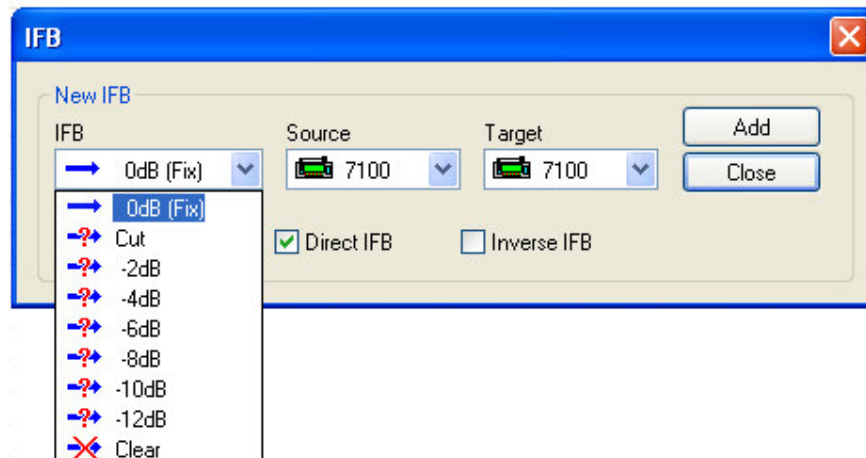 IFB
New IFB
IFB Source Target Add
0dB (Fix) 7100 7100 Close
0dB (Fix)
Cut Direct IFB Inverse IFB
-2dB
-4dB
-6dB
-8dB
-10dB
-12dB
Clear